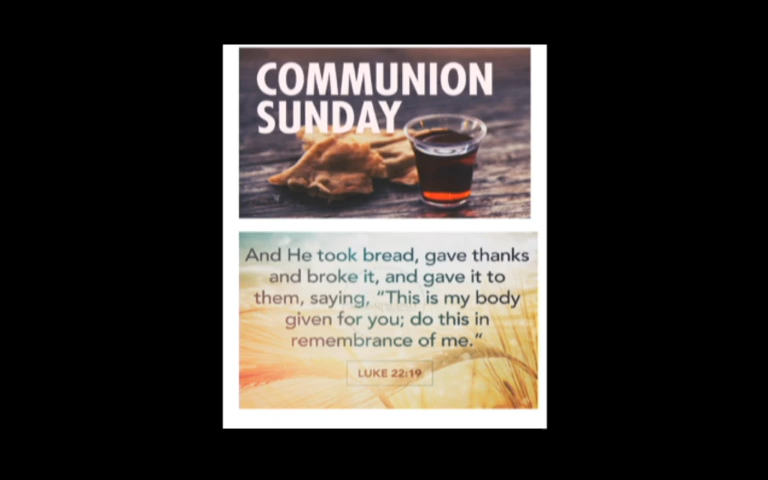 COMMUNION
SUNDAY
And He took bread, gave thanks
and broke it, and gave it to
them, saying, “This is my body
given for you; do this in
remembrance of me.”
LUKE 22:19